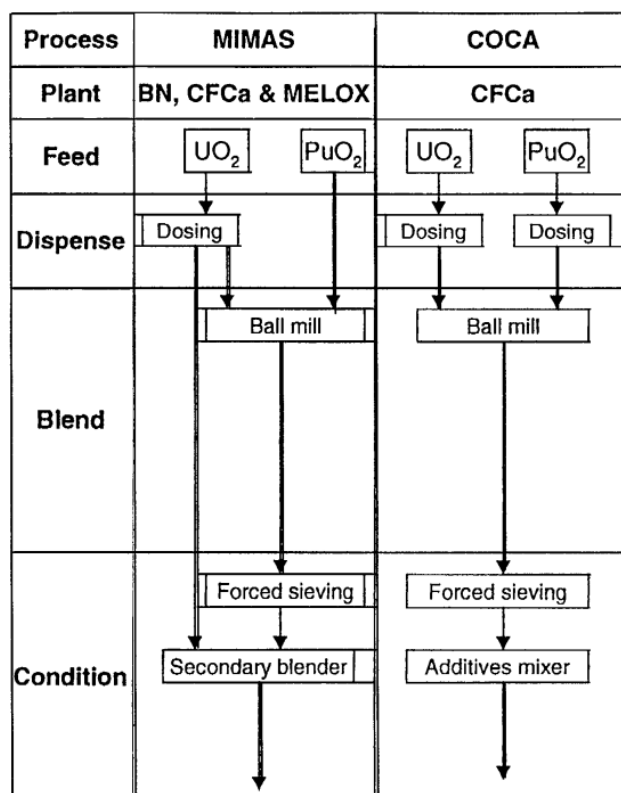 Process MIMAS COCA
Plant BN, CFCa & MELOX CFCa
Feed UO₂ PuO₂ UO₂ PuO₂
Dispense Dosing Dosing Dosing
Blend Ball mill Ball mill
Forced sieving Forced sieving
Condition Secondary blender Additives mixer